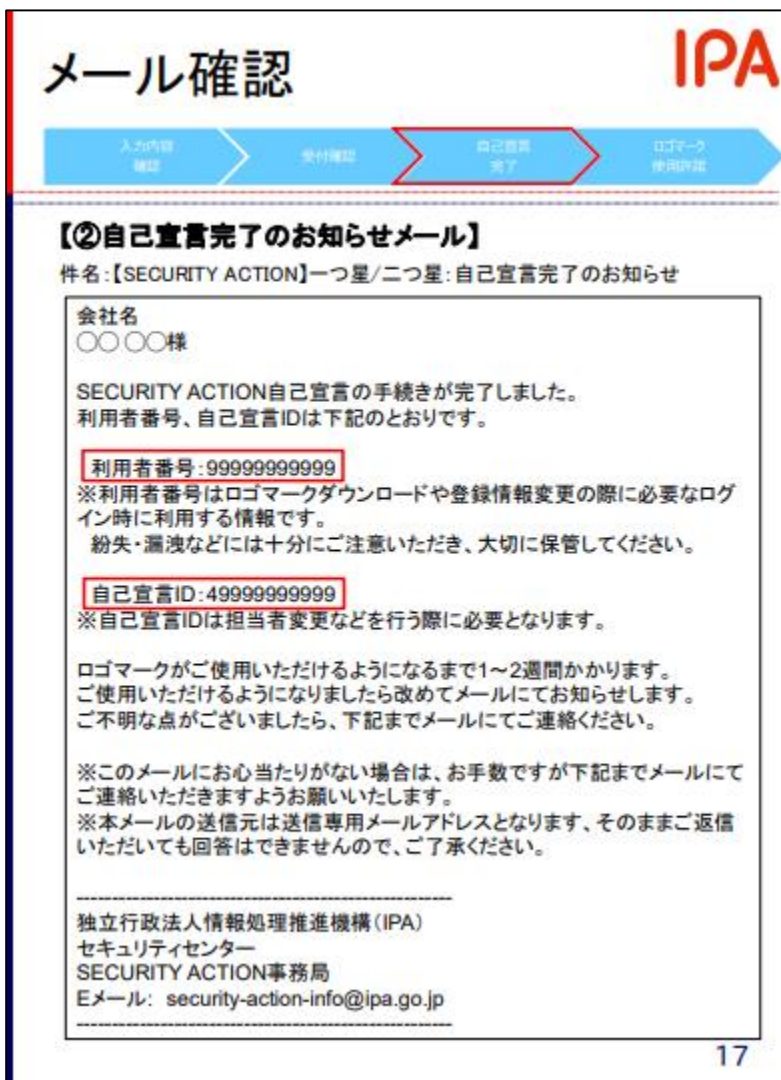 メール確認
IPA
入力内容
確認
受付確認
自己宣言
完了
ロゴマーク
使用許諾
【②自己宣言完了のお知らせメール】
件名:【SECURITY ACTION】一つ星/二つ星:自己宣言完了のお知らせ
会社名
○○ ○○様
SECURITY ACTION自己宣言の手続きが完了しました。
利用者番号、自己宣言IDは下記のとおりです。
利用者番号:99999999999
※利用者番号はロゴマークダウンロードや登録情報変更の際に必要なログ
イン時に利用する情報です。
紛失・漏洩などには十分にご注意いただき、大切に保管してください。
自己宣言ID:49999999999
※自己宣言IDは担当者変更などを行う際に必要となります。
ロゴマークがご使用いただけるようになるまで1～2週間かかります。
ご使用いただけるようになりましたら改めてメールにてお知らせします。
ご不明な点がございましたら、下記までメールにてご連絡ください。
※このメールにお心当たりがない場合は、お手数ですが下記までメールにて
ご連絡いただきますようお願いいたします。
※本メールの送信元は送信専用メールアドレスとなります、そのままご返信
いただいても回答はできませんので、ご了承ください。
------------------------------------------------------
独立行政法人情報処理推進機構(IPA)
セキュリティセンター
SECURITY ACTION事務局
Eメール: security-action-info@ipa.go.jp
------------------------------------------------------
17